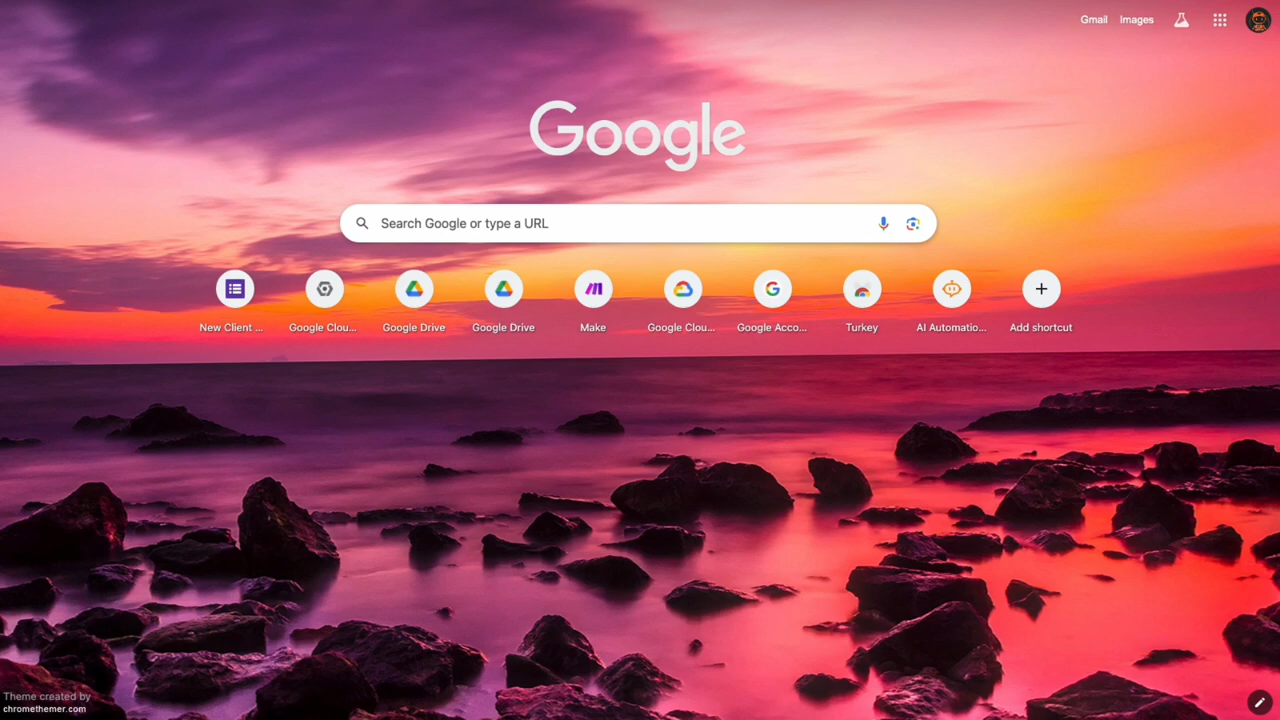 Gmail Images
Google
Search Google or type a URL
New Client ...
Google Clou...
Google Drive
Google Drive
Make
Google Clou...
Google Acco...
Turkey
AI Automatio...
Add shortcut
Theme created by
chromethemer.com